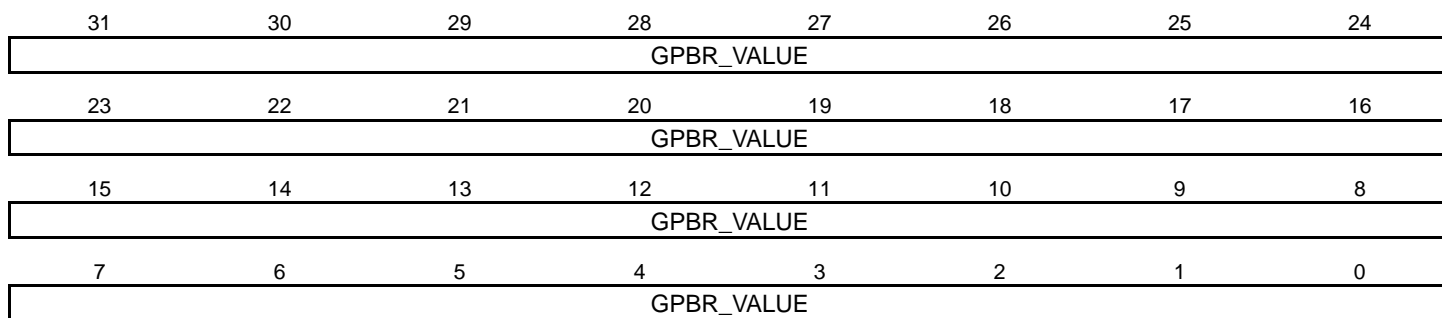 31 30 29 28 27 26 25 24
GPBR_VALUE
23 22 21 20 19 18 17 16
GPBR_VALUE
15 14 13 12 11 10 9 8
GPBR_VALUE
7 6 5 4 3 2 1 0
GPBR_VALUE